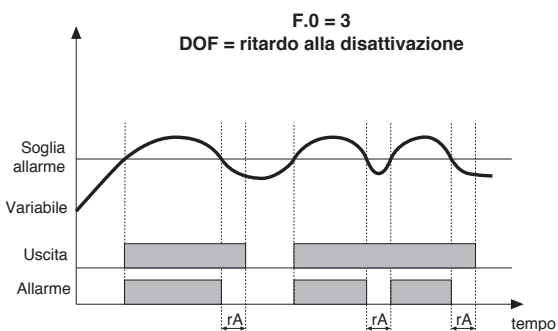 F.0 = 3
DOF = ritardo alla disattivazione
Soglia
allarme
Variabile
Uscita
Allarme
rA
rA
rA
tempo